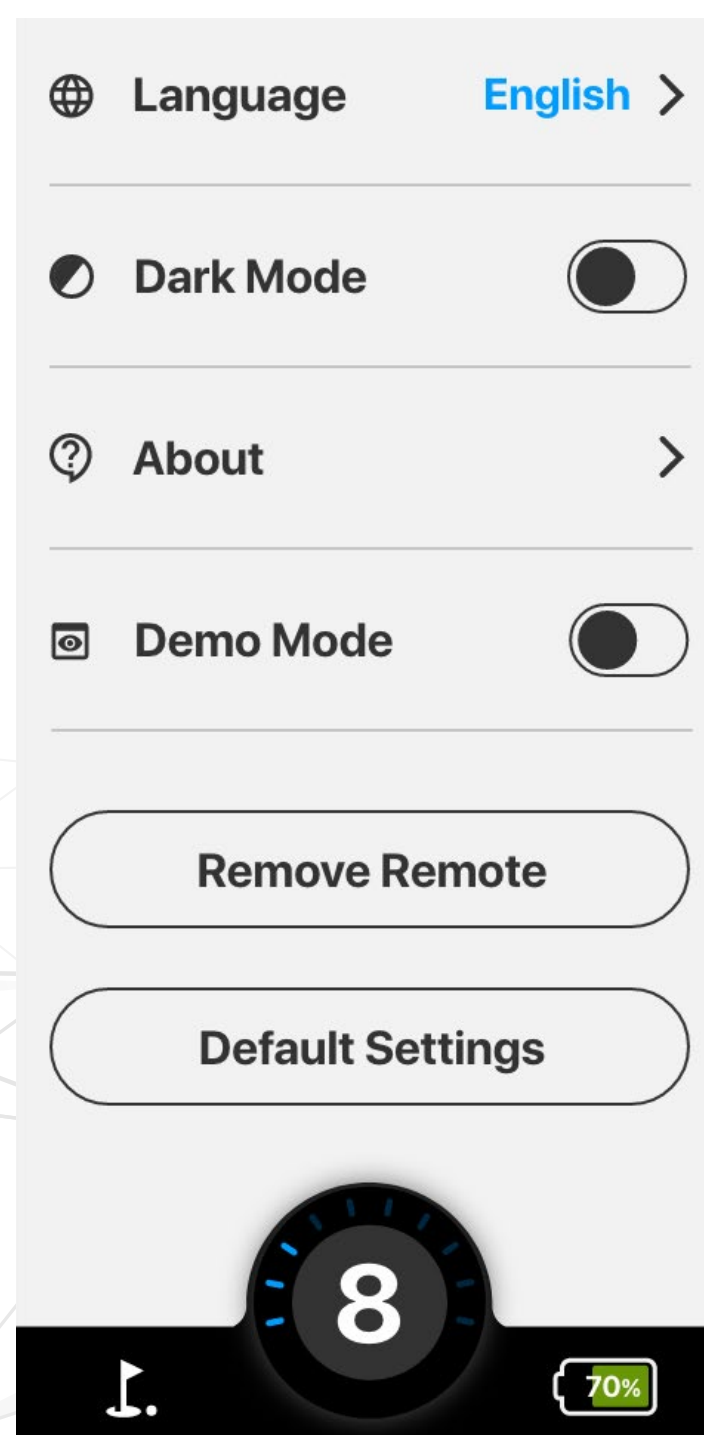 Language English
Dark Mode
About
Demo Mode
Remove Remote
Default Settings
8
70%